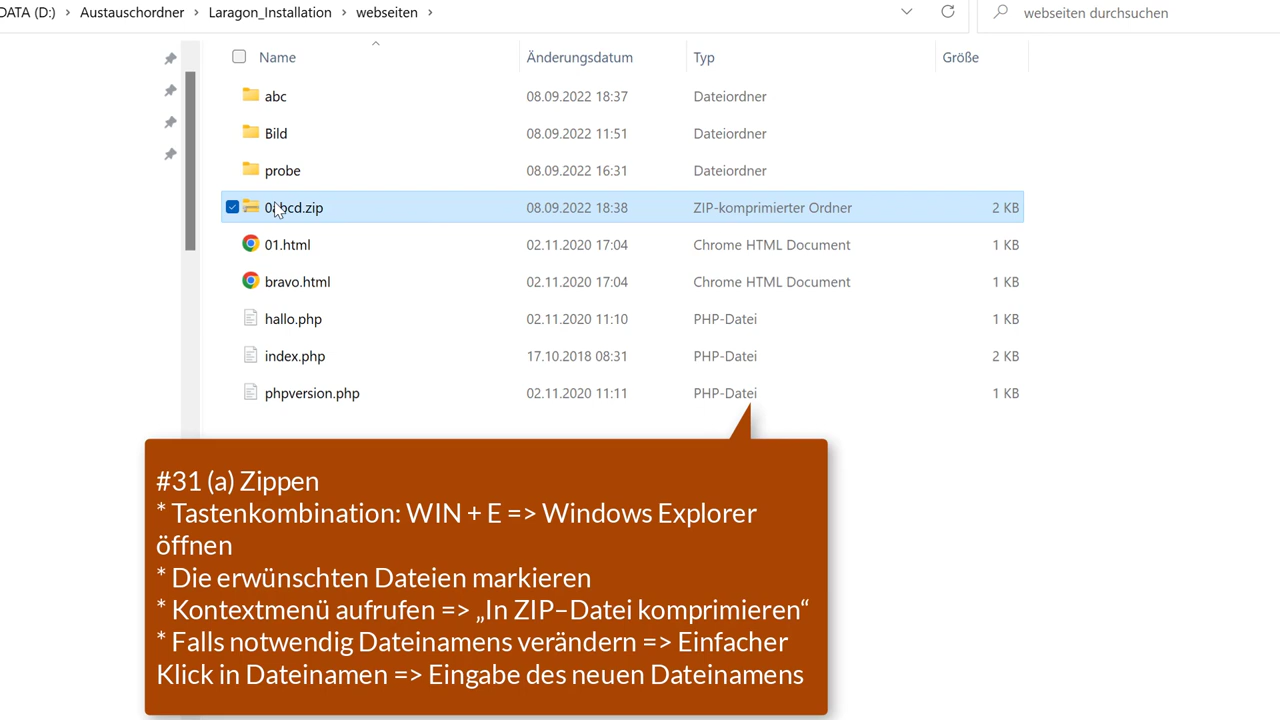 DATA (D:) > Austauschordner > Laragon_Installation > webseiten >
webseiten durchsuchen
Name Änderungsdatum Typ Größe
abc 08.09.2022 18:37 Dateiordner
Bild 08.09.2022 11:51 Dateiordner
probe 08.09.2022 16:31 Dateiordner
08.09.2022 18:38 ZIP-komprimierter Ordner 2 KB
01.html 02.11.2020 17:04 Chrome HTML Document 1 KB
bravo.html 02.11.2020 17:04 Chrome HTML Document 1 KB
hallo.php 02.11.2020 11:10 PHP-Datei 1 KB
index.php 17.10.2018 08:31 PHP-Datei 2 KB
phpversion.php 02.11.2020 11:11 PHP-Datei 1 KB
#31 (a) Zippen
* Tastenkombination: WIN + E => Windows Explorer
öffnen
* Die erwünschten Dateien markieren
* Kontextmenü aufrufen => „In ZIP–Datei komprimieren“
* Falls notwendig Dateinamens verändern => Einfacher
Klick in Dateinamen => Eingabe des neuen Dateinamens